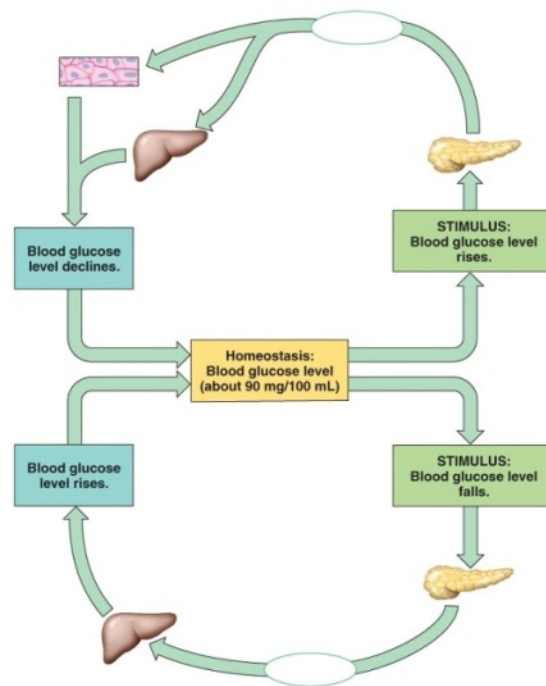 STIMULUS:
Blood glucose level
rises.
Blood glucose
level declines.
Homeostasis:
Blood glucose level
(about 90 mg/100 mL)
Blood glucose
level rises.
STIMULUS:
Blood glucose level
falls.